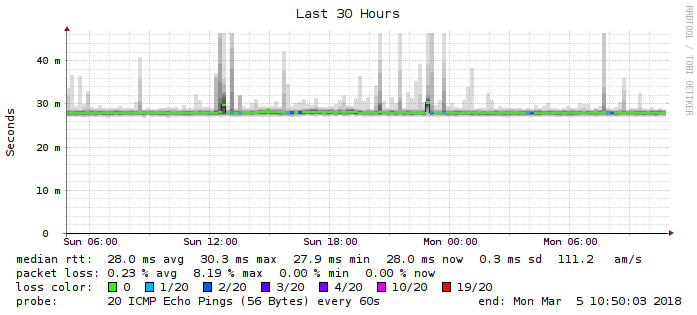 Last 30 Hours
RRDTOOL / TOBI OETIKER
Seconds
40 m
30 m
20 m
10 m
0
Sun 06:00 Sun 12:00 Sun 18:00 Mon 00:00 Mon 06:00
median rtt: 28.0 ms avg 30.3 ms max 27.9 ms min 28.0 ms now 0.3 ms sd 111.2 am/s
packet loss: 0.23 % avg 8.19 % max 0.00 % min 0.00 % now
loss color: 0 1/20 2/20 3/20 4/20 10/20 19/20
probe: 20 ICMP Echo Pings (56 Bytes) every 60s end: Mon Mar 5 10:50:03 2018